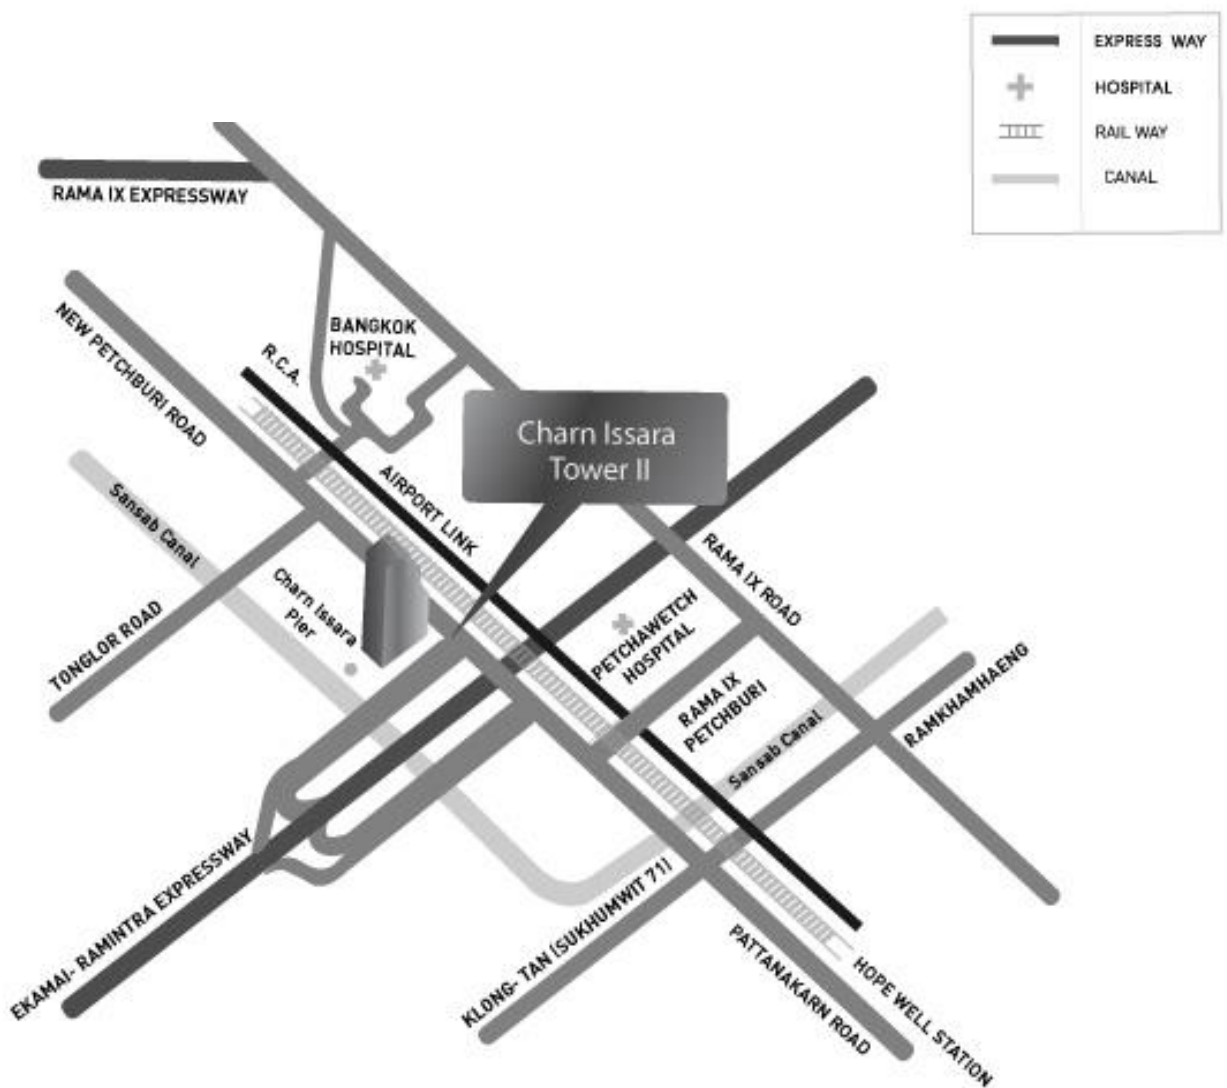 EXPRESS WAY
HOSPITAL
RAIL WAY
CANAL
RAMA IX EXPRESSWAY
NEW PETCHBURI ROAD
R.C.A.
BANGKOK
HOSPITAL
Charn Issara
Tower II
AIRPORT LINK
Sansab Canal
Charn Issara
Pier
TONGLOR ROAD
RAMA IX ROAD
PETCHAWETCH
HOSPITAL
RAMA IX
PETCHBURI
Sansab Canal
RAMKHAMHAENG
EKAMAI- RAMINTRA EXPRESSWAY
KLONG- TAN (SUKHUMWIT 71)
PATTANAKARN ROAD
HOPE WELL STATION